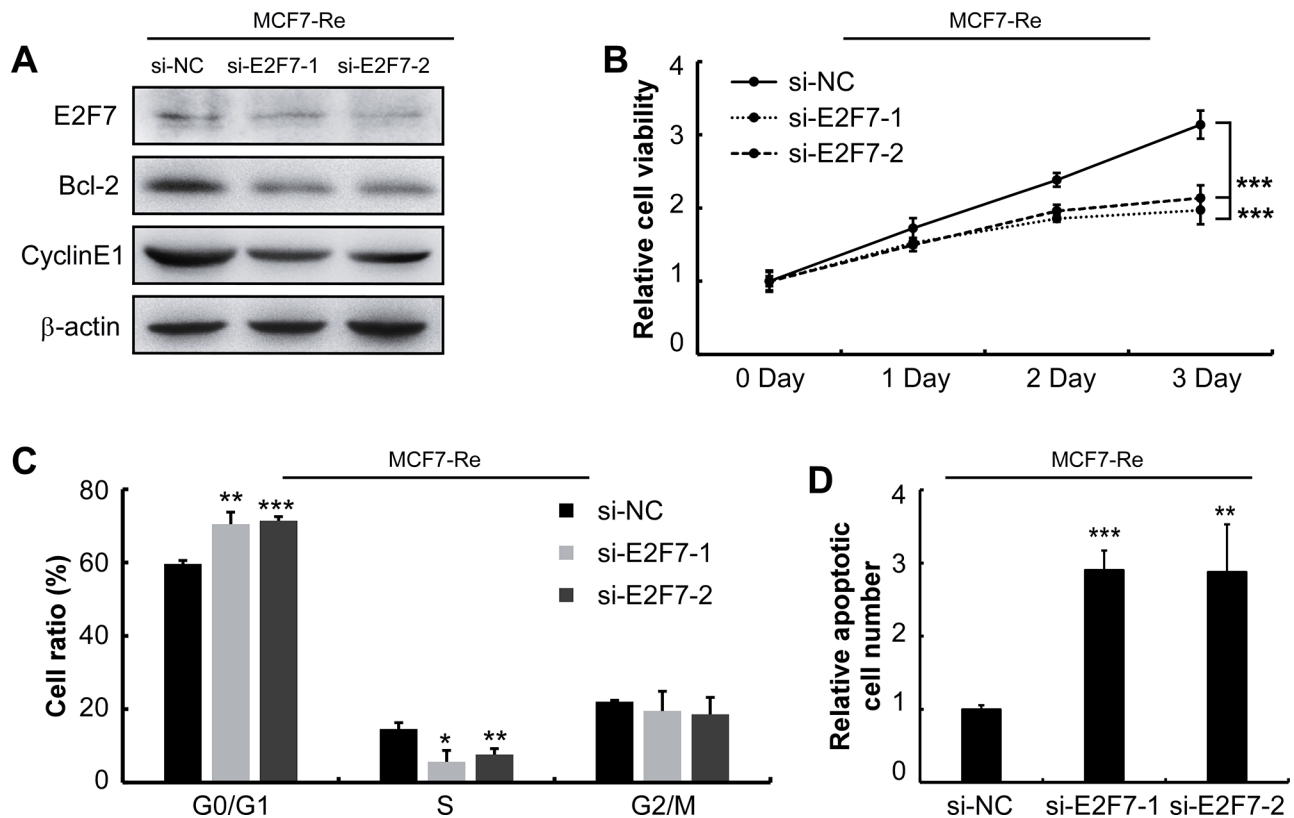 MCF7-Re
A
si-NC si-E2F7-1 si-E2F7-2
E2F7
Bcl-2
CyclinE1
β-actin
MCF7-Re
B
Relative cell viability
4
3
2
1
0
si-NC
si-E2F7-1
si-E2F7-2
***
***
0 Day 1 Day 2 Day 3 Day
C
MCF7-Re
Cell ratio (%)
80
60
40
20
0
** ***
* **
si-NC
si-E2F7-1
si-E2F7-2
G0/G1 S G2/M
D
MCF7-Re
Relative apoptotic
cell number
4
3
2
1
0
*** **
si-NC si-E2F7-1 si-E2F7-2